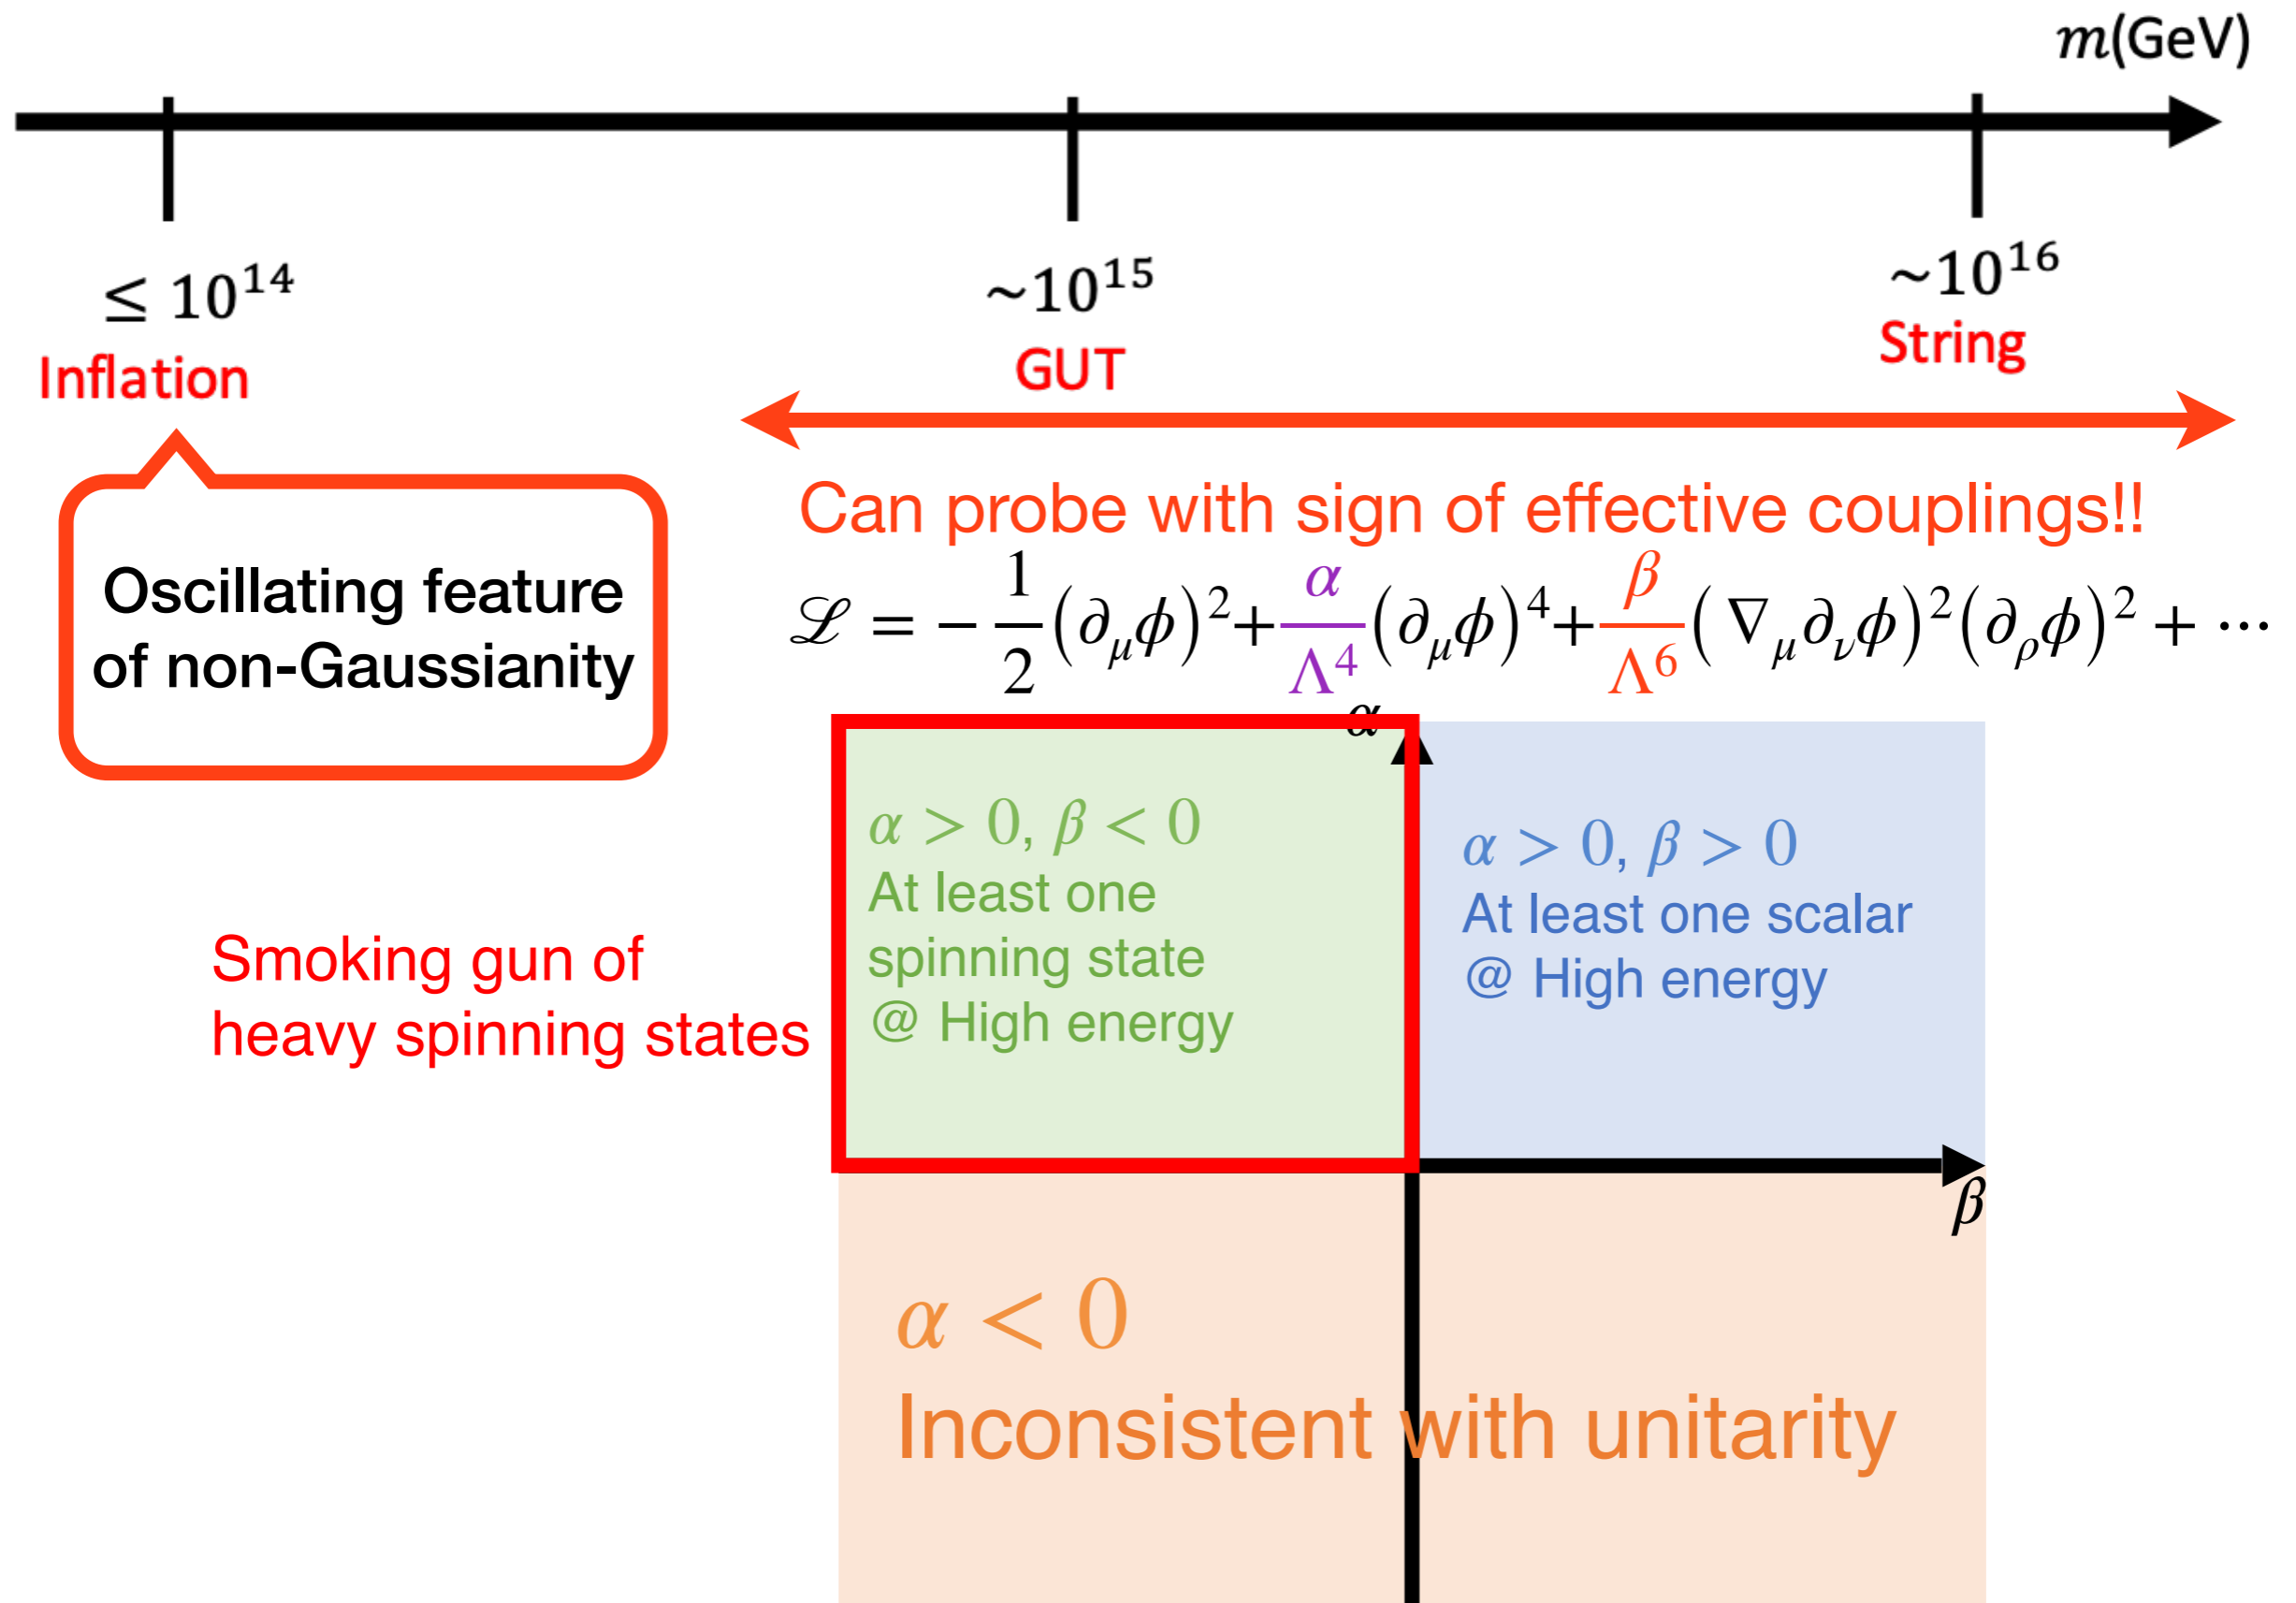 m(GeV)
≤ 10^14
~10^15
~10^16
Inflation
GUT
String
Can probe with sign of effective couplings!!
Oscillating feature
of non-Gaussianity
ℒ = − 1/2 (∂_μϕ)^2 + α/Λ^4 (∂_μϕ)^4 + β/Λ^6 (∇_μ∂_νϕ)^2 (∂_ρϕ)^2 + ⋯
α
α > 0, β < 0
At least one
spinning state
@ High energy
α > 0, β > 0
At least one scalar
@ High energy
Smoking gun of
heavy spinning states
β
α < 0
Inconsistent with unitarity